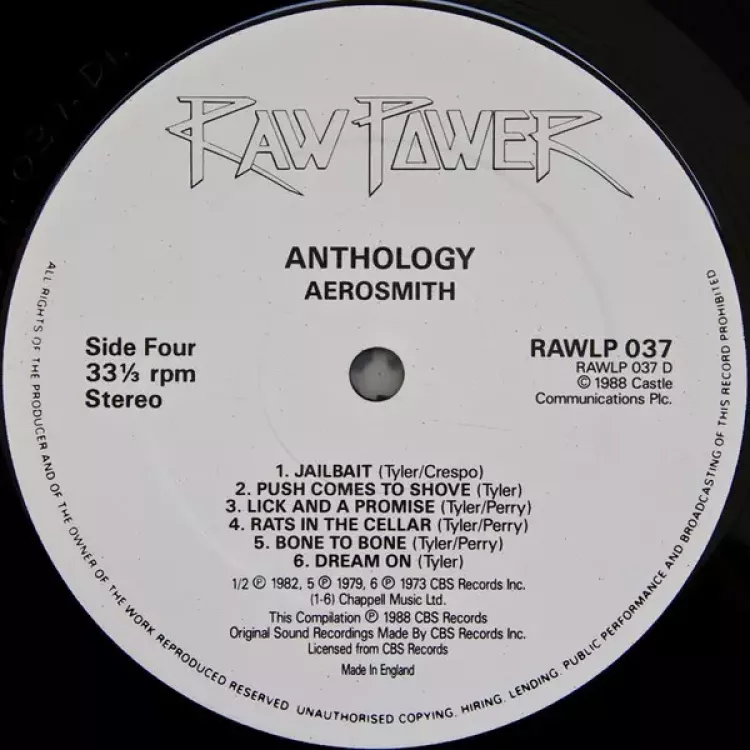 RAW POWER
ANTHOLOGY
AEROSMITH
Side Four
33⅓ rpm
Stereo
RAWLP 037
RAWLP 037 D
© 1988 Castle
Communications Plc.
1. JAILBAIT (Tyler/Crespo)
2. PUSH COMES TO SHOVE (Tyler)
3. LICK AND A PROMISE (Tyler/Perry)
4. RATS IN THE CELLAR (Tyler/Perry)
5. BONE TO BONE (Tyler/Perry)
6. DREAM ON (Tyler)
1/2 ℗ 1982, 5 ℗ 1979, 6 ℗ 1973 CBS Records Inc.
(1-6) Chappell Music Ltd.
This Compilation ℗ 1988 CBS Records
Original Sound Recordings Made By CBS Records Inc.
Licensed from CBS Records
Made In England
ALL RIGHTS OF THE PRODUCER AND OF THE OWNER OF THE WORK REPRODUCED RESERVED. UNAUTHORISED COPYING, HIRING, LENDING, PUBLIC PERFORMANCE AND BROADCASTING OF THIS RECORD PROHIBITED